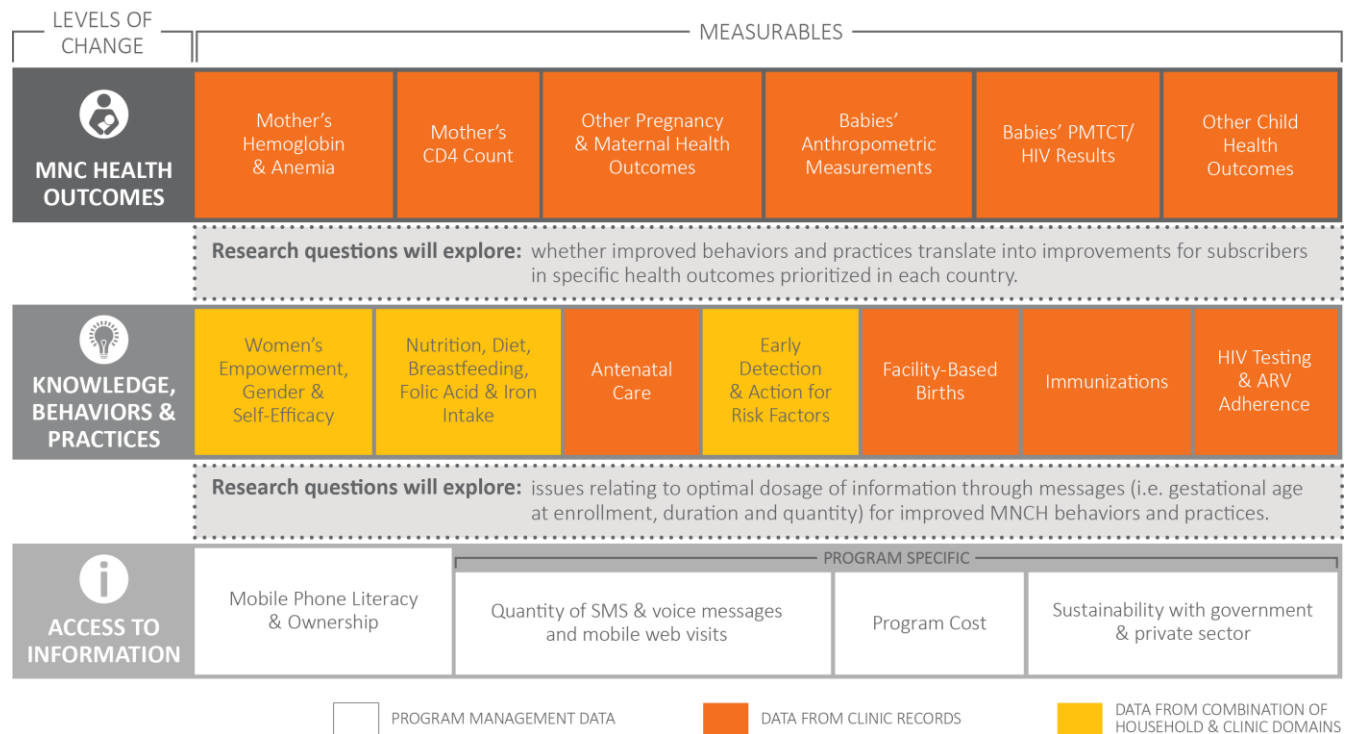 LEVELS OF
CHANGE
MEASURABLES
MNC HEALTH
OUTCOMES
Mother's
Hemoglobin
& Anemia
Mother's
CD4 Count
Other Pregnancy
& Maternal Health
Outcomes
Babies'
Anthropometric
Measurements
Babies' PMTCT/
HIV Results
Other Child
Health
Outcomes
Research questions will explore: whether improved behaviors and practices translate into improvements for subscribers
in specific health outcomes prioritized in each country.
KNOWLEDGE,
BEHAVIORS &
PRACTICES
Women's
Empowerment,
Gender &
Self-Efficacy
Nutrition, Diet,
Breastfeeding,
Folic Acid & Iron
Intake
Antenatal
Care
Early
Detection
& Action for
Risk Factors
Facility-Based
Births
Immunizations
HIV Testing
& ARV
Adherence
Research questions will explore: issues relating to optimal dosage of information through messages (i.e. gestational age
at enrollment, duration and quantity) for improved MNCH behaviors and practices.
i
ACCESS TO
INFORMATION
Mobile Phone Literacy
& Ownership
PROGRAM SPECIFIC
Quantity of SMS & voice messages
and mobile web visits
Program Cost
Sustainability with government
& private sector
PROGRAM MANAGEMENT DATA
DATA FROM CLINIC RECORDS
DATA FROM COMBINATION OF
HOUSEHOLD & CLINIC DOMAINS